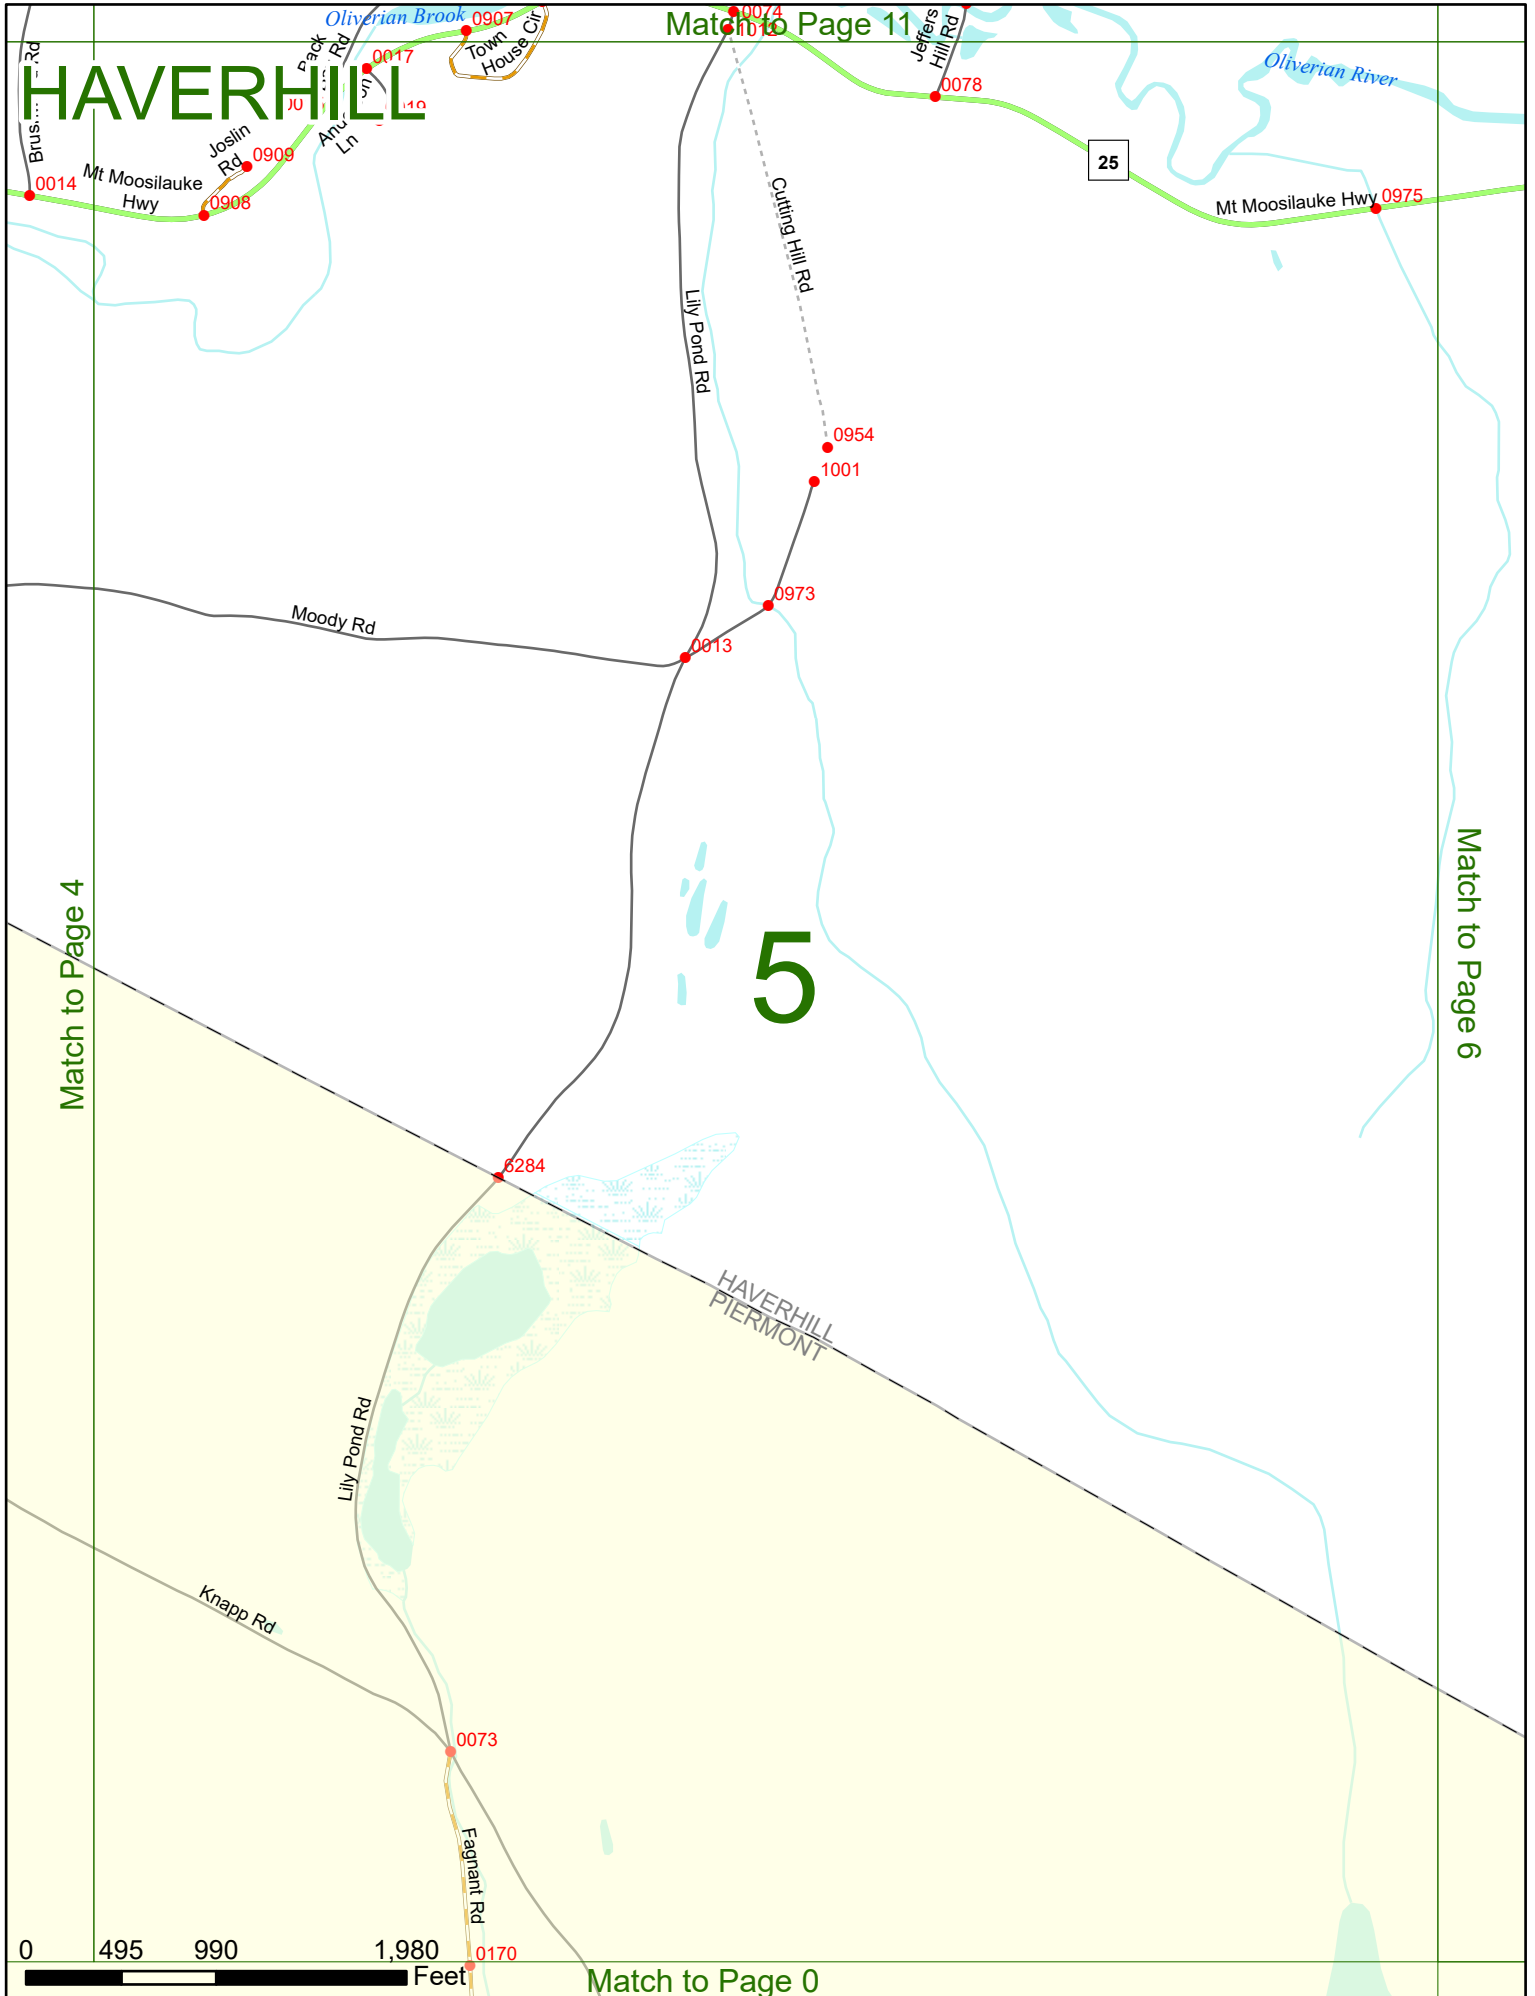 Oliverian Brook
0907
Match to Page 11
0074
1012
Jeffers
Hill Rd
Town
House Cir
0017
Oliverian River
HAVERHILL
0078
Joslin
Rd
Ln
0909
25
0014
Mt Moosilauke
Hwy
0908
Mt Moosilauke Hwy
0975
Cutting Hill Rd
Lily Pond Rd
0954
1001
0973
Moody Rd
0013
Match to Page 4
5
Match to Page 6
6284
HAVERHILL
PIERMONT
Lily Pond Rd
Knapp Rd
0073
Fagnant Rd
0170
0 495 990 1,980
Feet
Match to Page 0